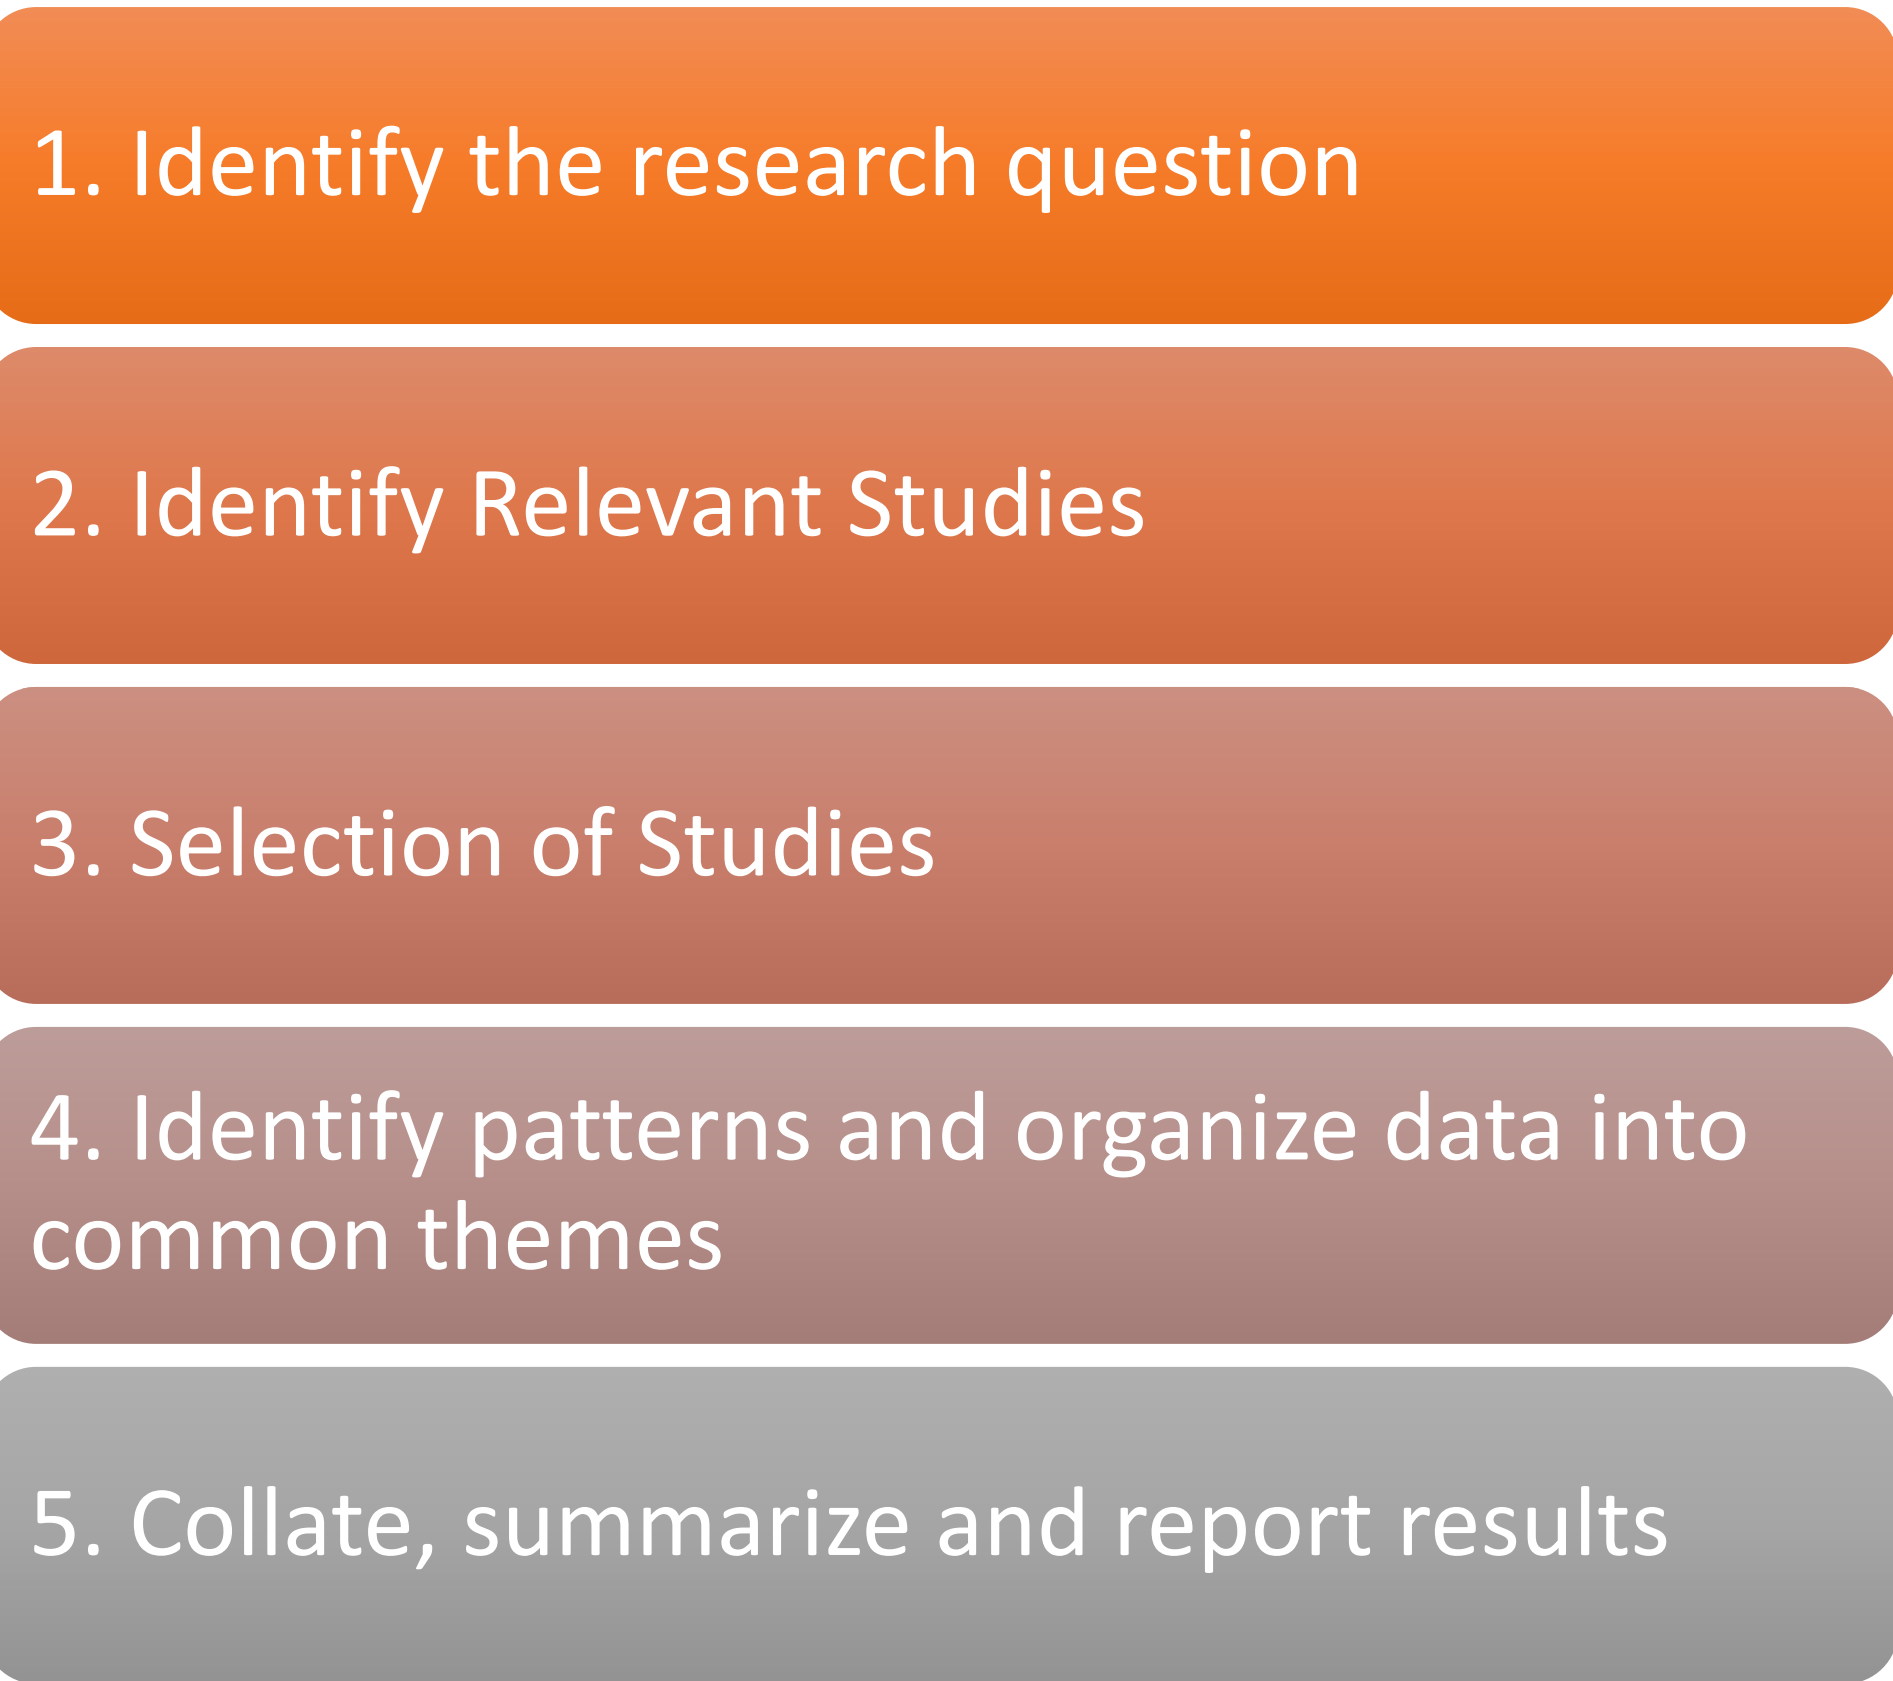 1. Identify the research question
2. Identify Relevant Studies
3. Selection of Studies
4. Identify patterns and organize data into
common themes
5. Collate, summarize and report results